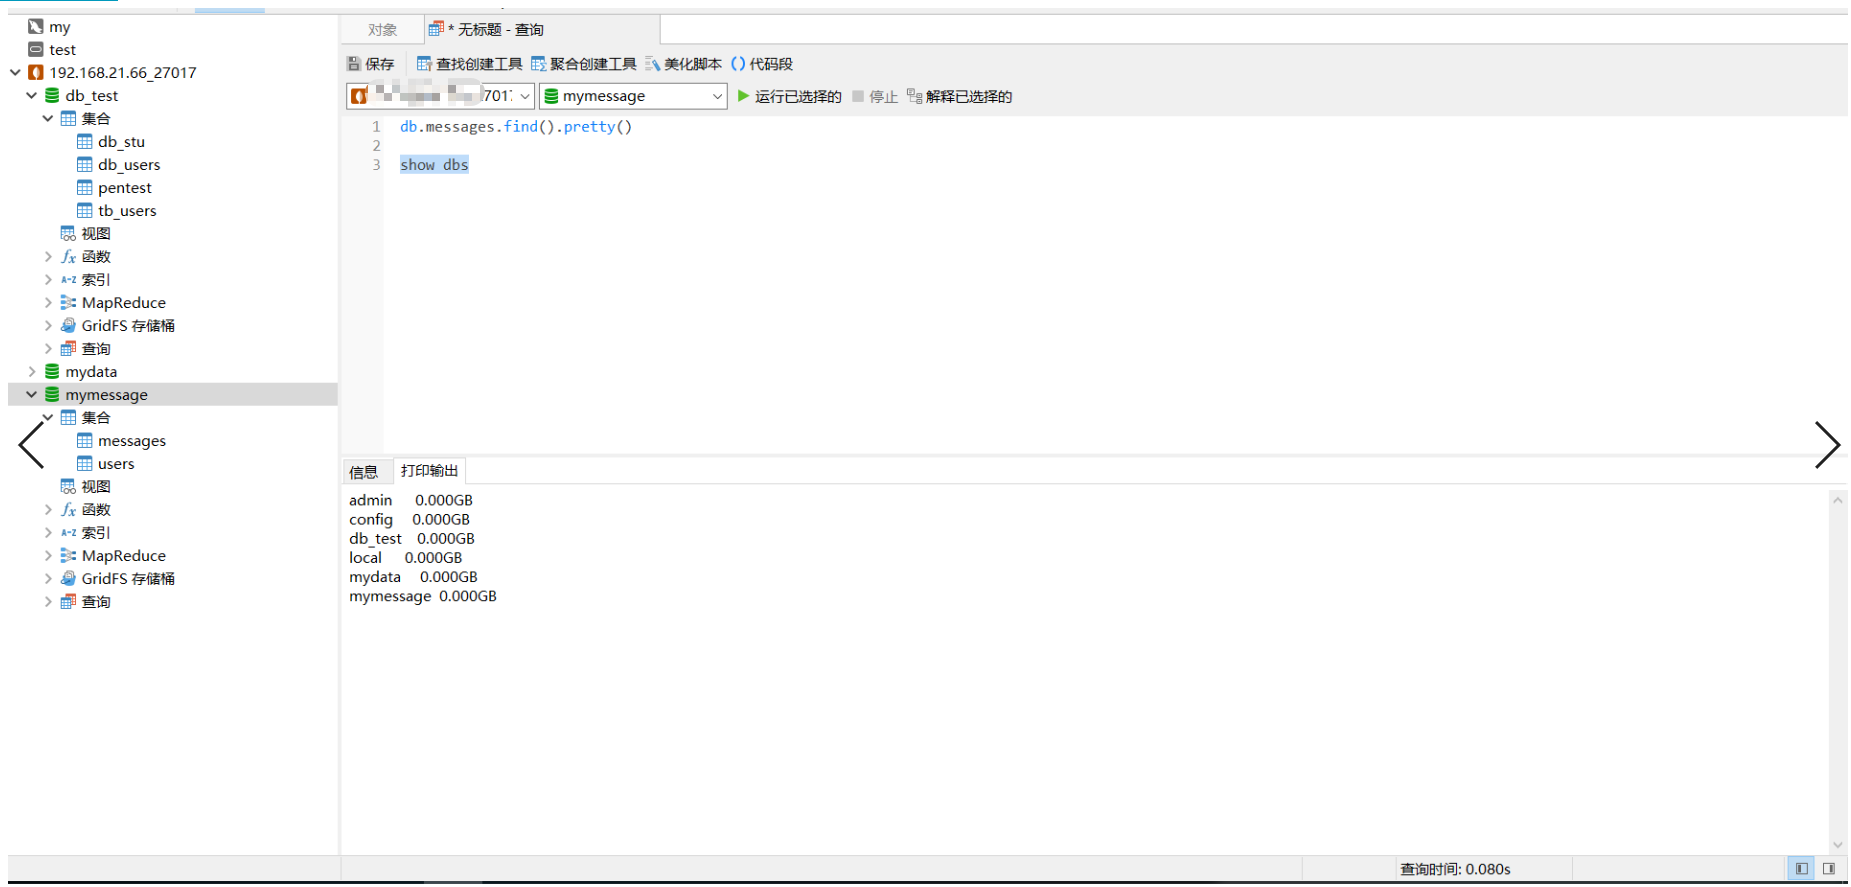 my
test
192.168.21.66_27017
db_test
集合
db_stu
db_users
pentest
tb_users
视图
函数
索引
MapReduce
GridFS 存储桶
查询
mydata
mymessage
集合
messages
users
视图
函数
索引
MapReduce
GridFS 存储桶
查询
对象 * 无标题 - 查询
保存 查找创建工具 聚合创建工具 美化脚本 () 代码段
mymessage 运行已选择的 停止 解释已选择的
1 db.messages.find().pretty()
2
3 show dbs
信息 打印输出
admin 0.000GB
config 0.000GB
db_test 0.000GB
local 0.000GB
mydata 0.000GB
mymessage 0.000GB
查询时间: 0.080s